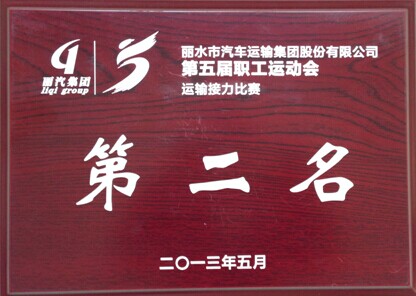 丽汽集团
liqi group
丽水市汽车运输集团股份有限公司
第五届职工运动会
运输接力比赛
第二名
二〇一三年五月